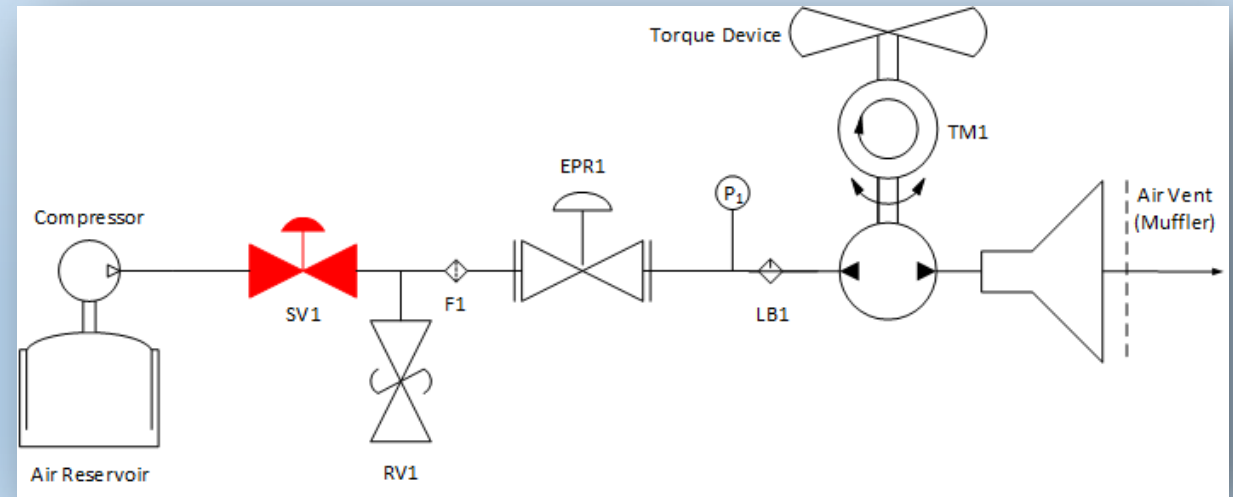 Torque Device
TM1
EPR1
P1
Compressor
Air Vent
(Muffler)
SV1
F1
LB1
RV1
Air Reservoir